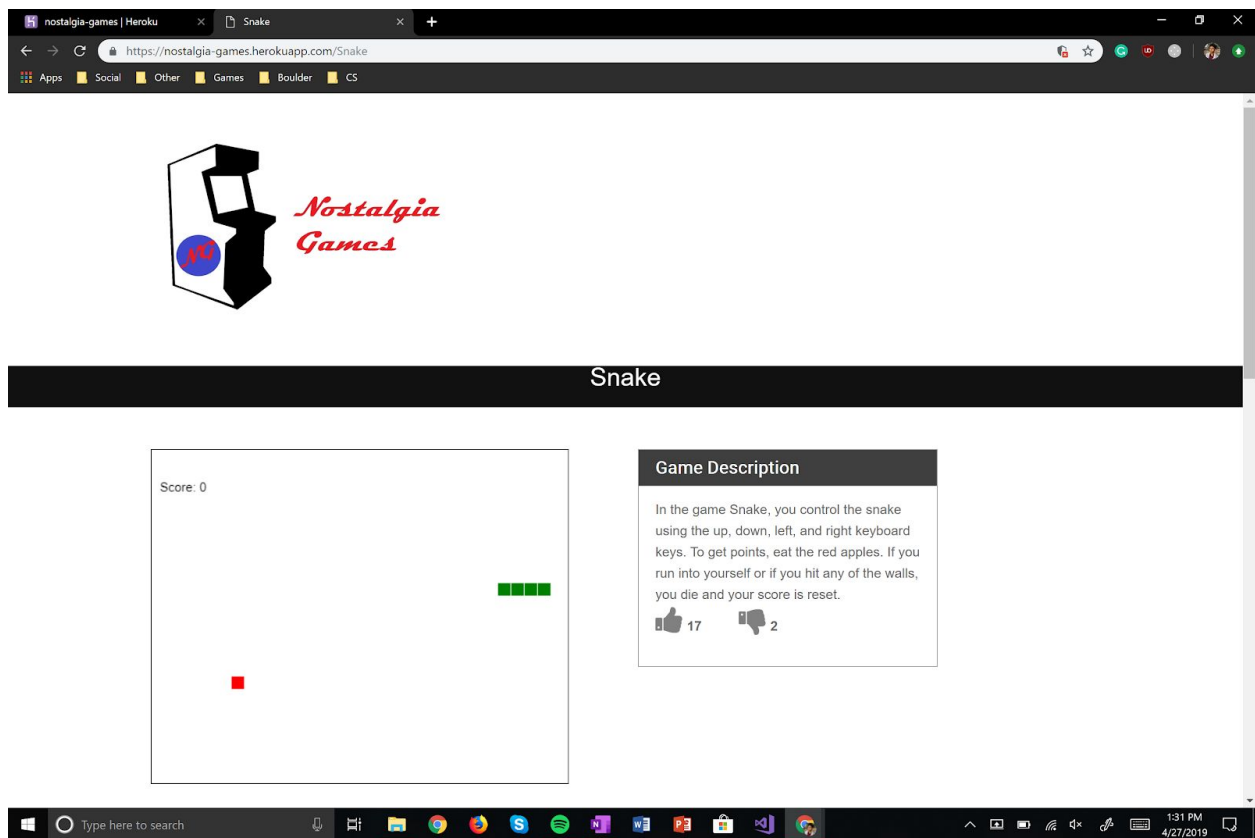 nostalgia-games | Heroku
Snake
https://nostalgia-games.herokuapp.com/Snake
Apps Social Other Games Boulder CS
Nostalgia
Games
NG
Snake
Score: 0
Game Description
In the game Snake, you control the snake
using the up, down, left, and right keyboard
keys. To get points, eat the red apples. If you
run into yourself or if you hit any of the walls,
you die and your score is reset.
17 2
Type here to search
1:31 PM
4/27/2019